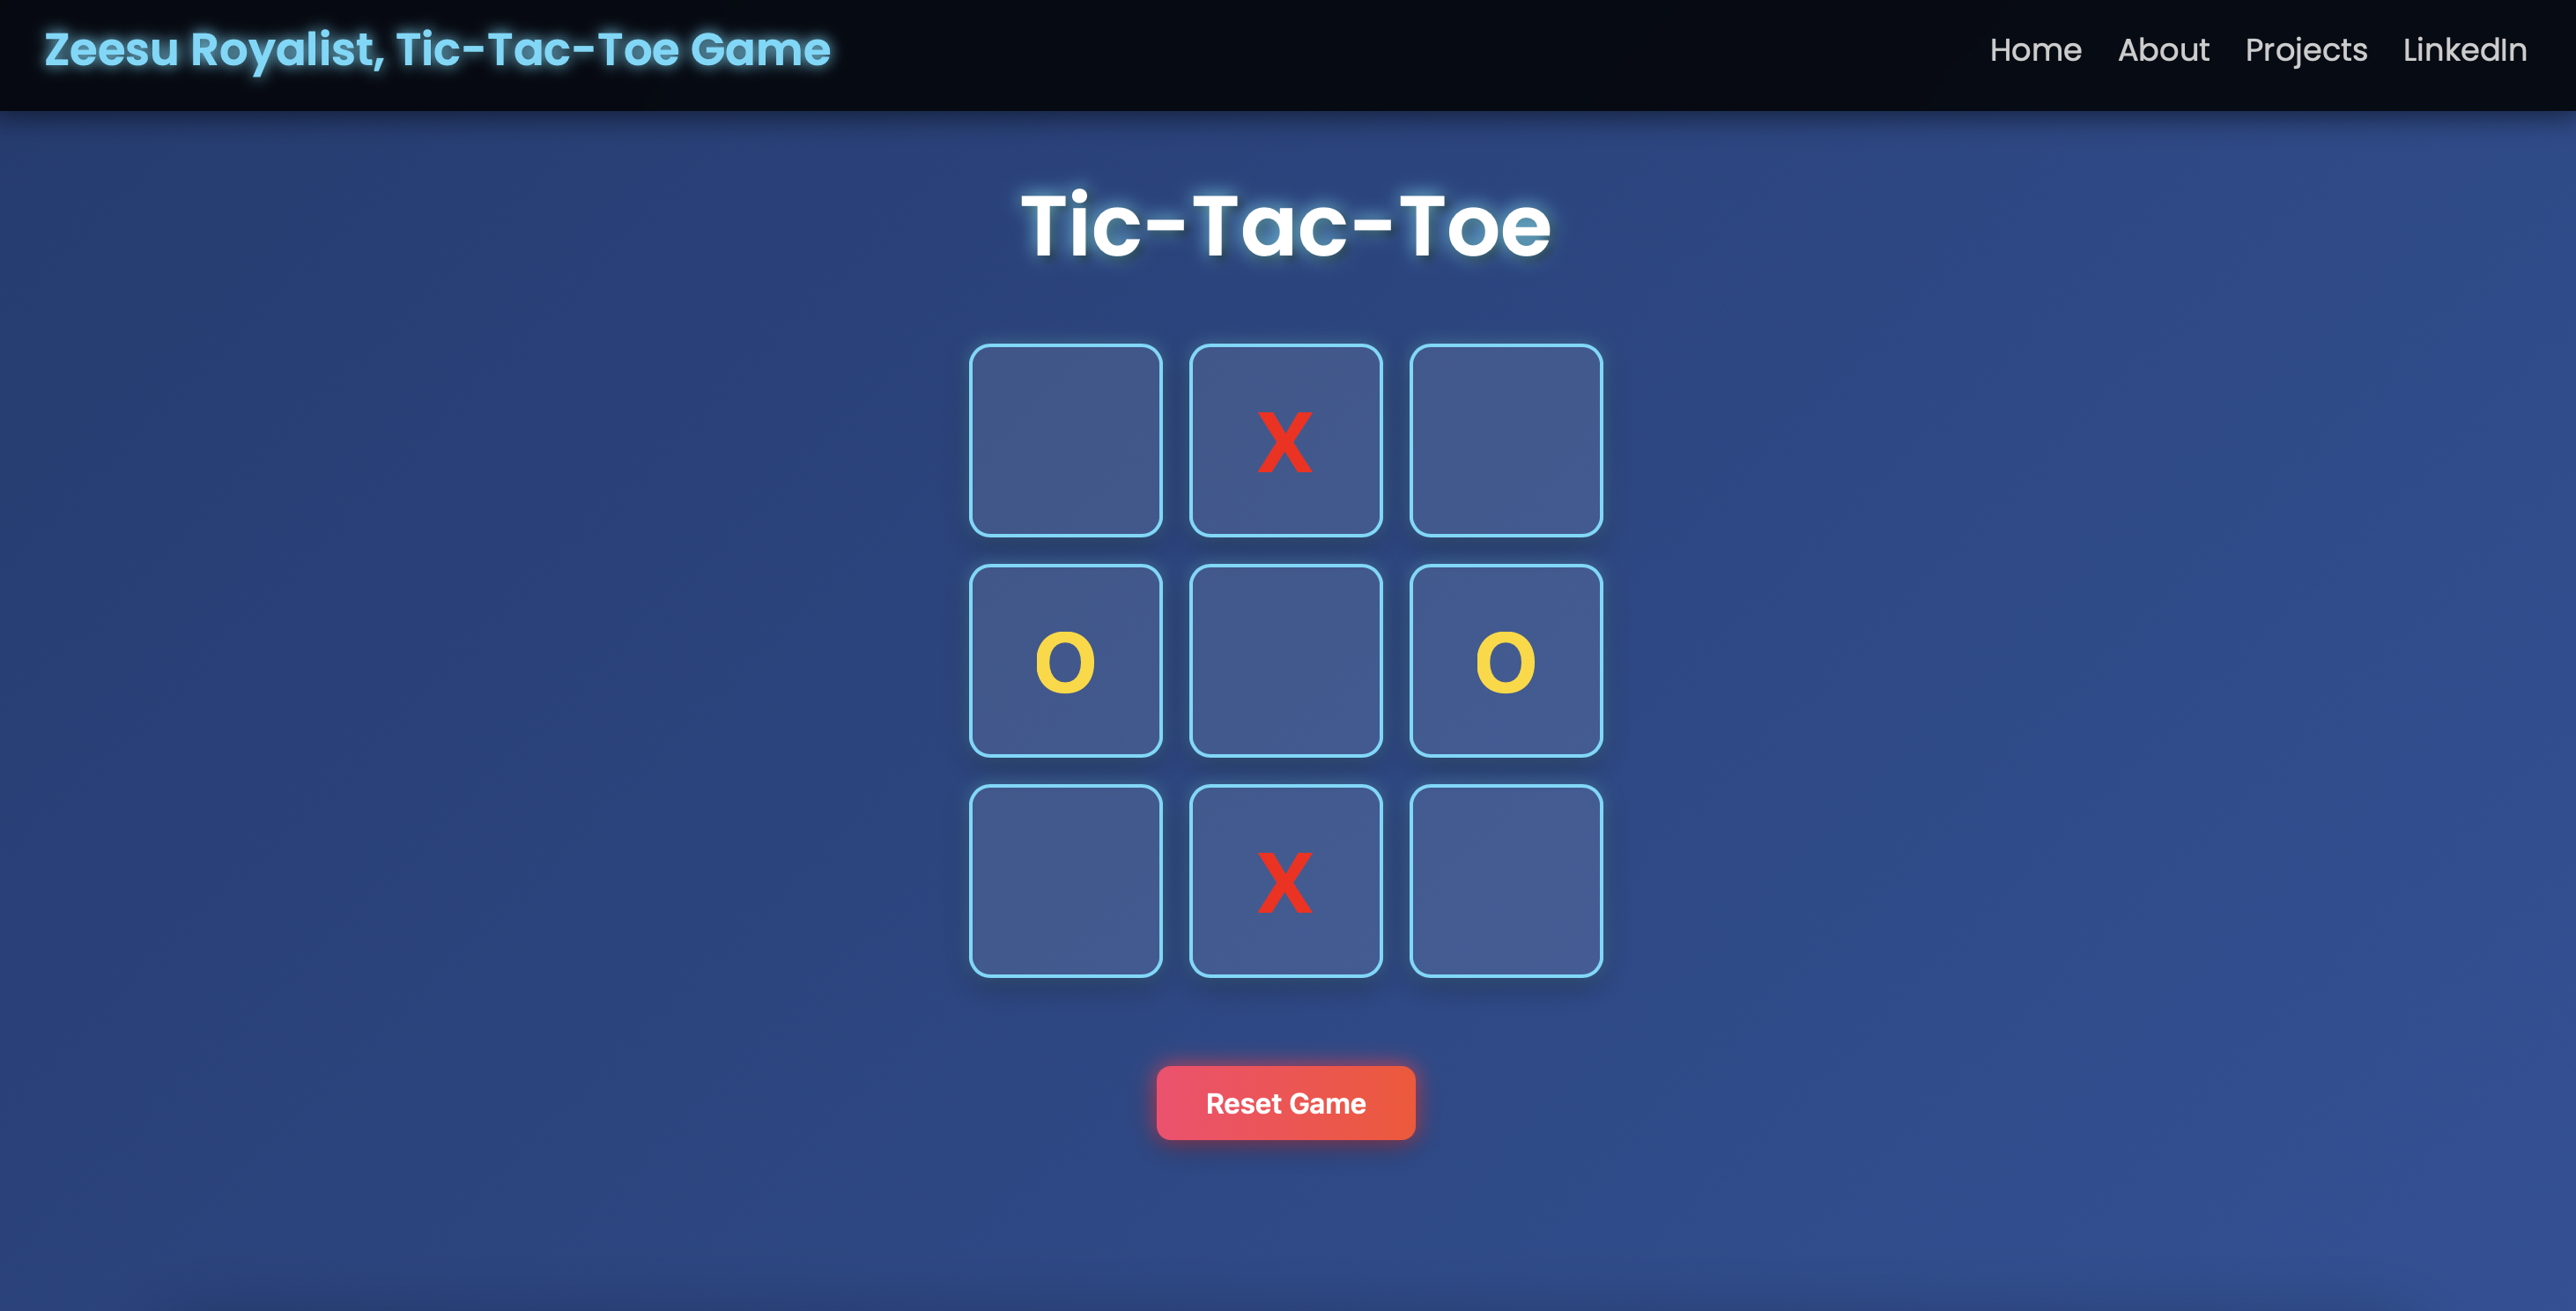 Zeesu Royalist, Tic-Tac-Toe Game
Home About Projects LinkedIn
Tic-Tac-Toe
X
O O
X
Reset Game